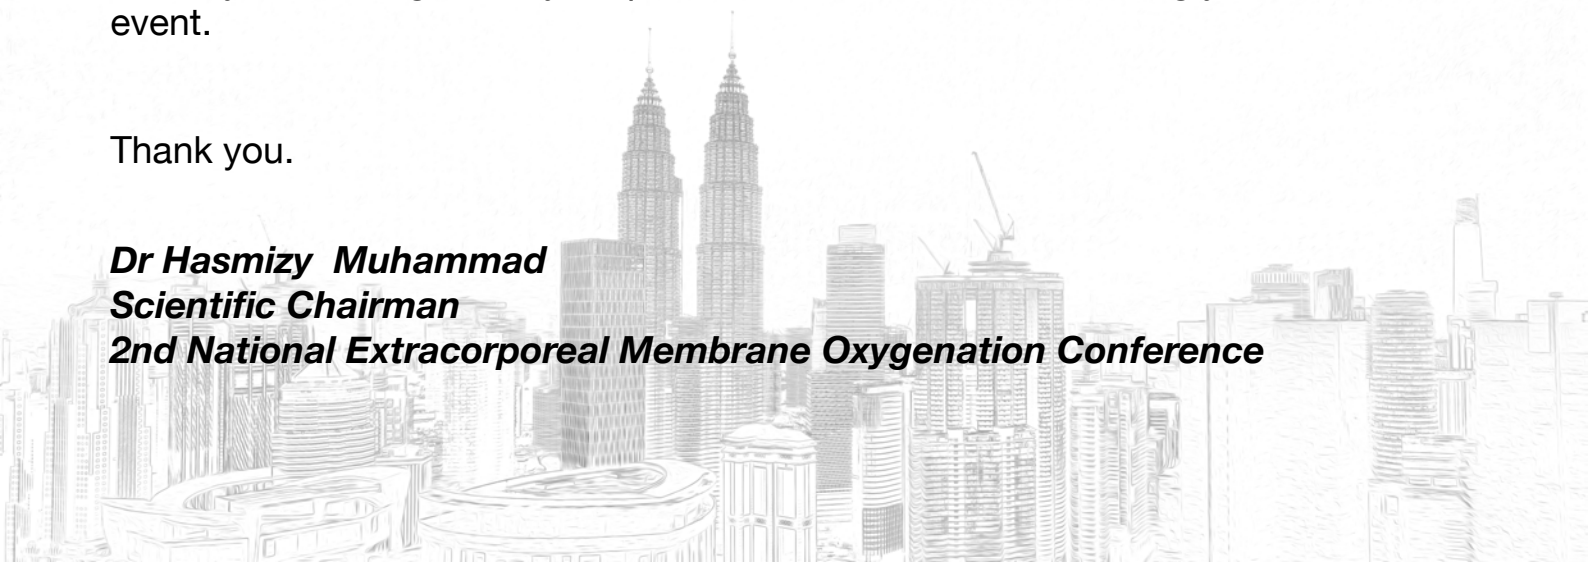 event.
Thank you.
Dr Hasmizy  Muhammad
Scientific Chairman
2nd National Extracorporeal Membrane Oxygenation Conference